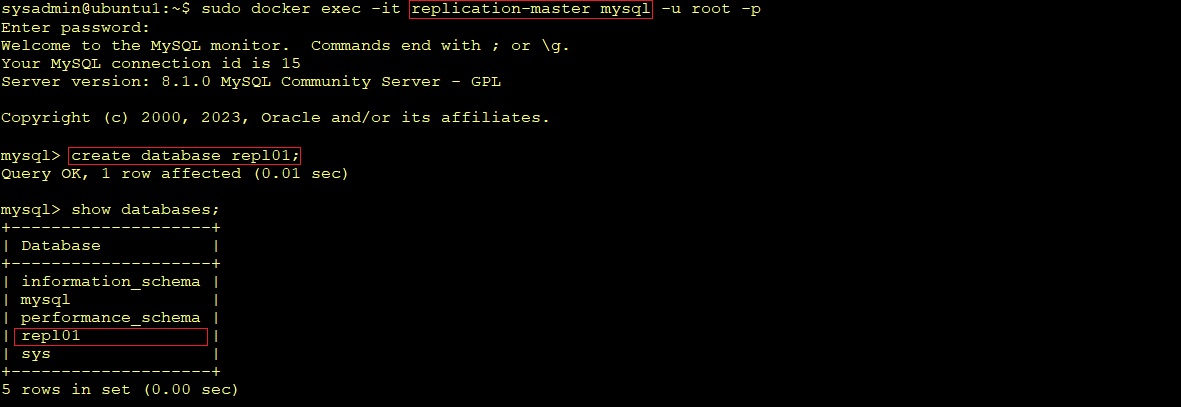 sysadmin@ubuntu1:~$ sudo docker exec -it replication-master mysql -u root -p
Enter password:
Welcome to the MySQL monitor.  Commands end with ; or \g.
Your MySQL connection id is 15
Server version: 8.1.0 MySQL Community Server - GPL
Copyright (c) 2000, 2023, Oracle and/or its affiliates.
mysql> create database repl01;
Query OK, 1 row affected (0.01 sec)
mysql> show databases;
+--------------------+
| Database           |
+--------------------+
| information_schema |
| mysql              |
| performance_schema |
| repl01             |
| sys                |
+--------------------+
5 rows in set (0.00 sec)